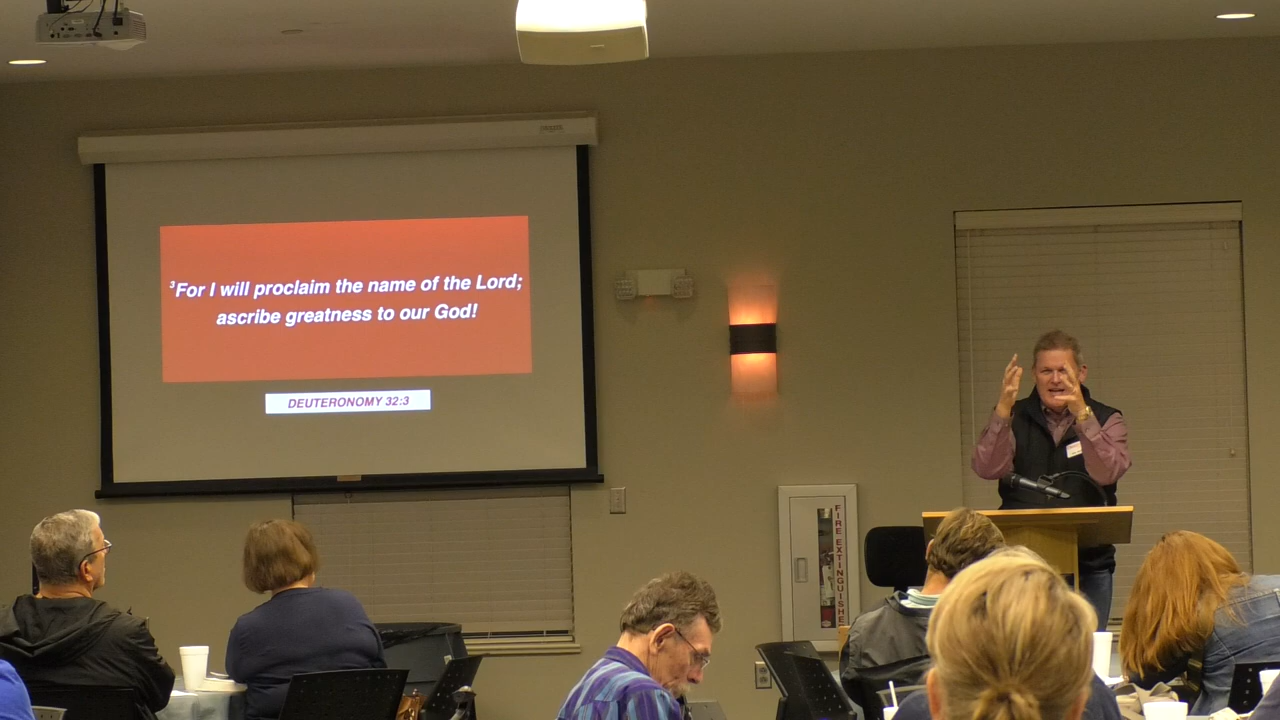 ³For I will proclaim the name of the Lord;
ascribe greatness to our God!
DEUTERONOMY 32:3
FIRE EXTINGUISHER